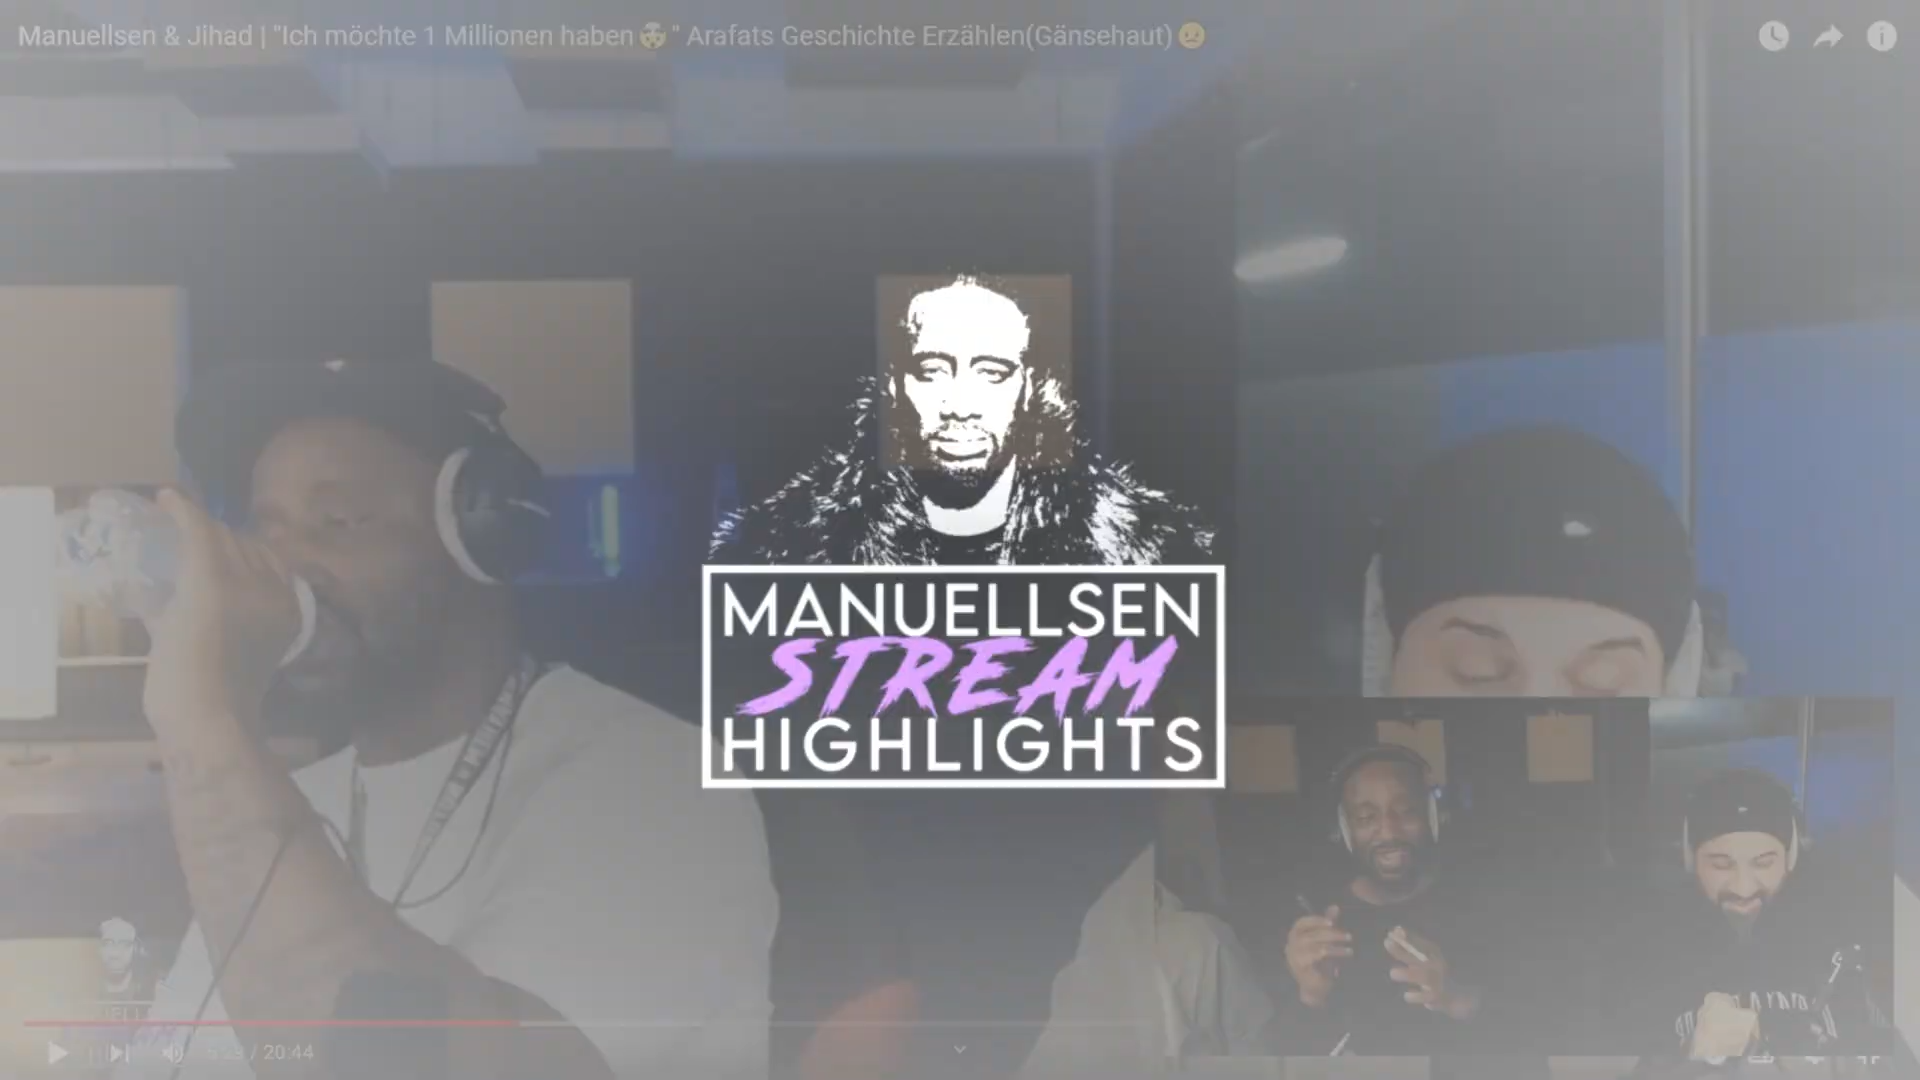 Manuellsen & Jihad | "Ich möchte 1 Millionen haben🤯" Arafats Geschichte Erzählen(Gänsehaut)😕
MANUELLSEN
STREAM
HIGHLIGHTS
/ 20:44